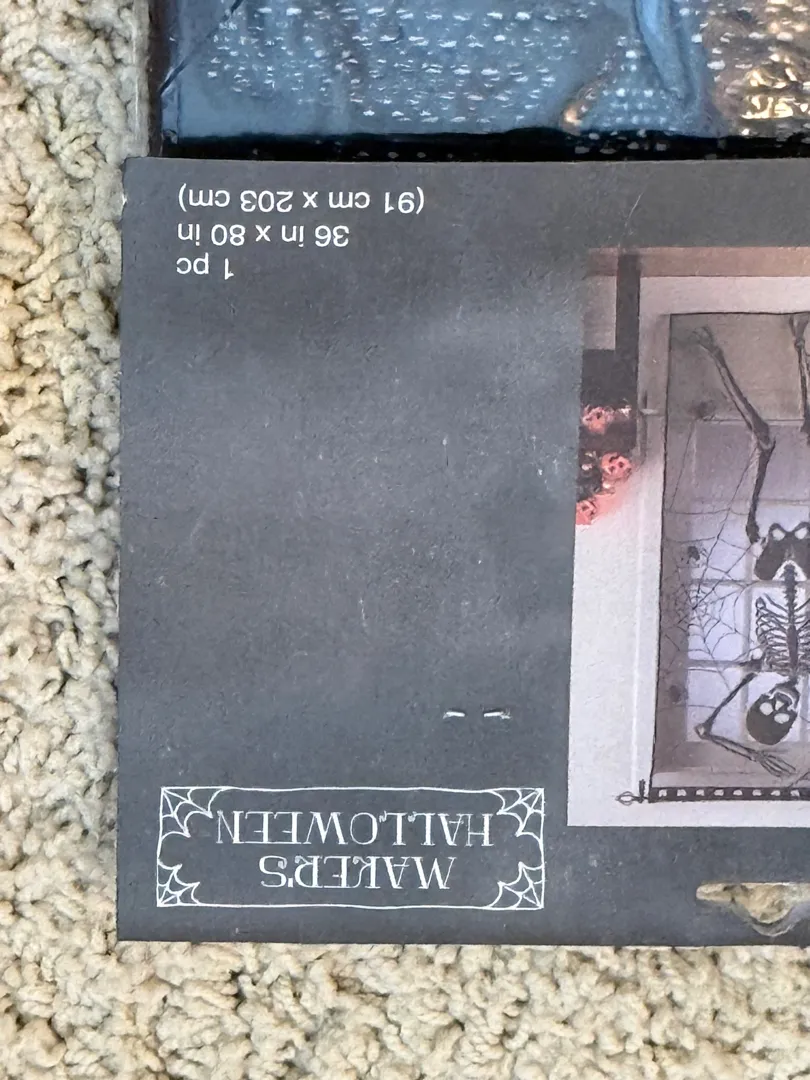 MAKER'S
HALLOWEEN
1 pc
36 in x 80 in
(91 cm x 203 cm)